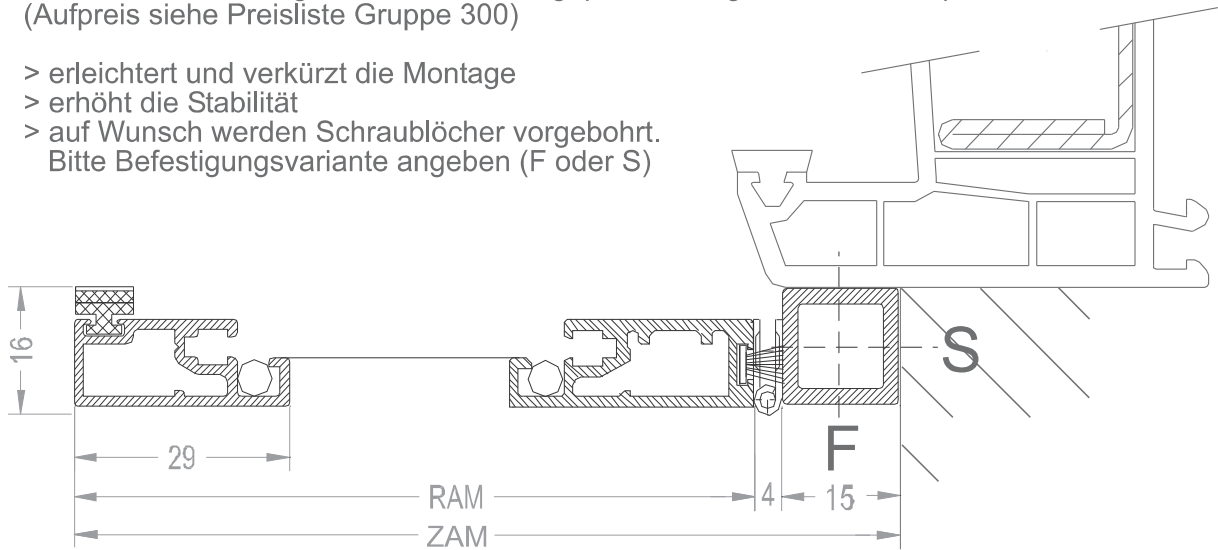 (Aufpreis siehe Preisliste Gruppe 300)
> erleichtert und verkürzt die Montage
> erhöht die Stabilität
> auf Wunsch werden Schraublöcher vorgebohrt.
Bitte Befestigungsvariante angeben (F oder S)
16
S
F
29
RAM
4
15
ZAM